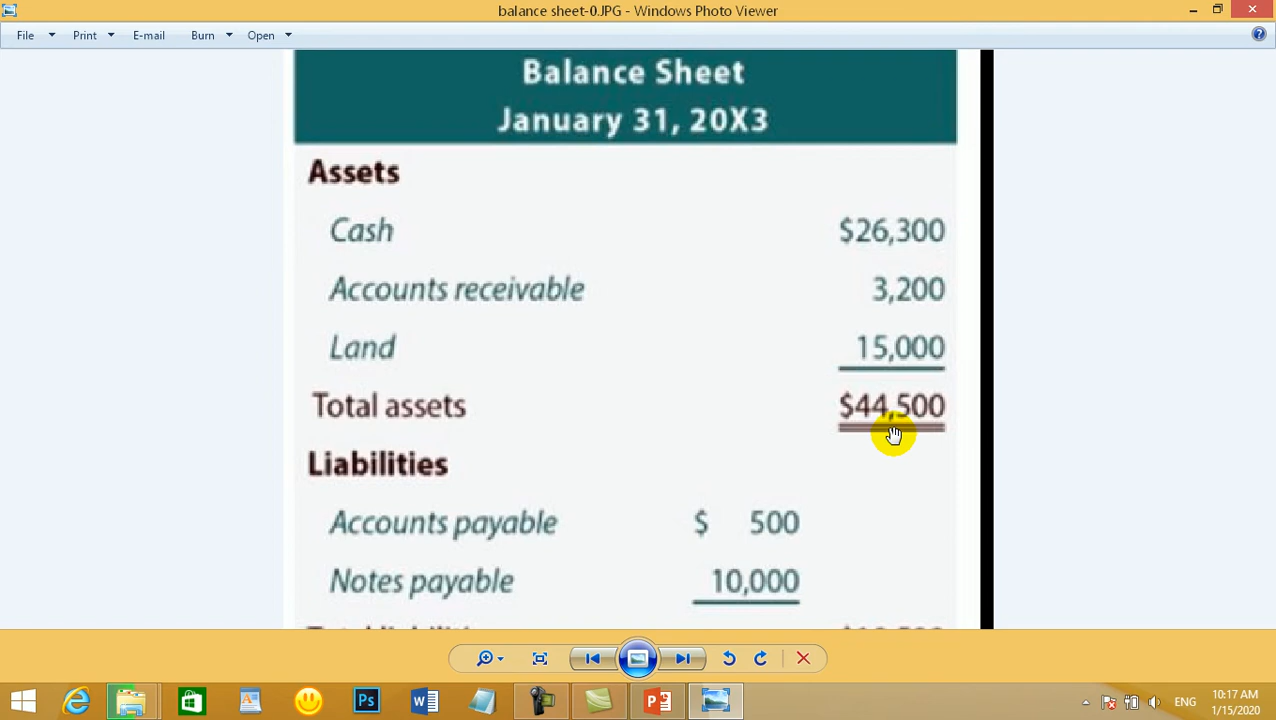 balance sheet-0.JPG - Windows Photo Viewer
File Print E-mail Burn Open
Balance Sheet
January 31, 20X3
Assets
Cash $26,300
Accounts receivable 3,200
Land 15,000
Total assets $44,500
Liabilities
Accounts payable $ 500
Notes payable 10,000
Ps
ENG
10:17 AM
1/15/2020